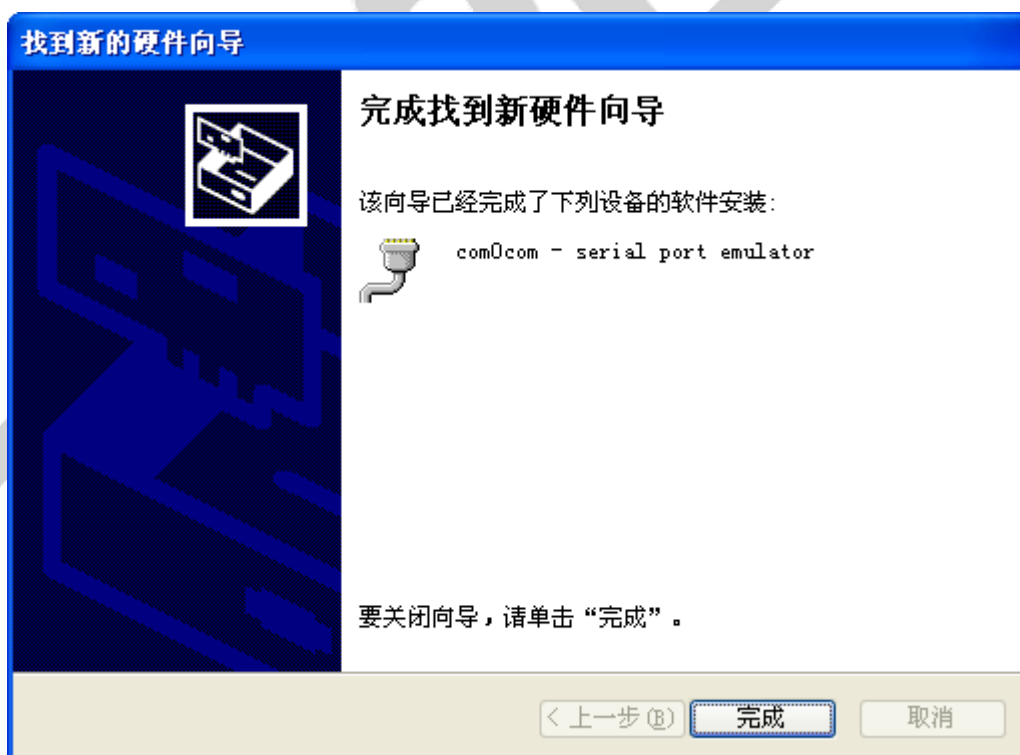 找到新的硬件向导
完成找到新硬件向导
该向导已经完成了下列设备的软件安装:
com0com - serial port emulator
要关闭向导，请单击“完成”。
< 上一步(B)
完成
取消